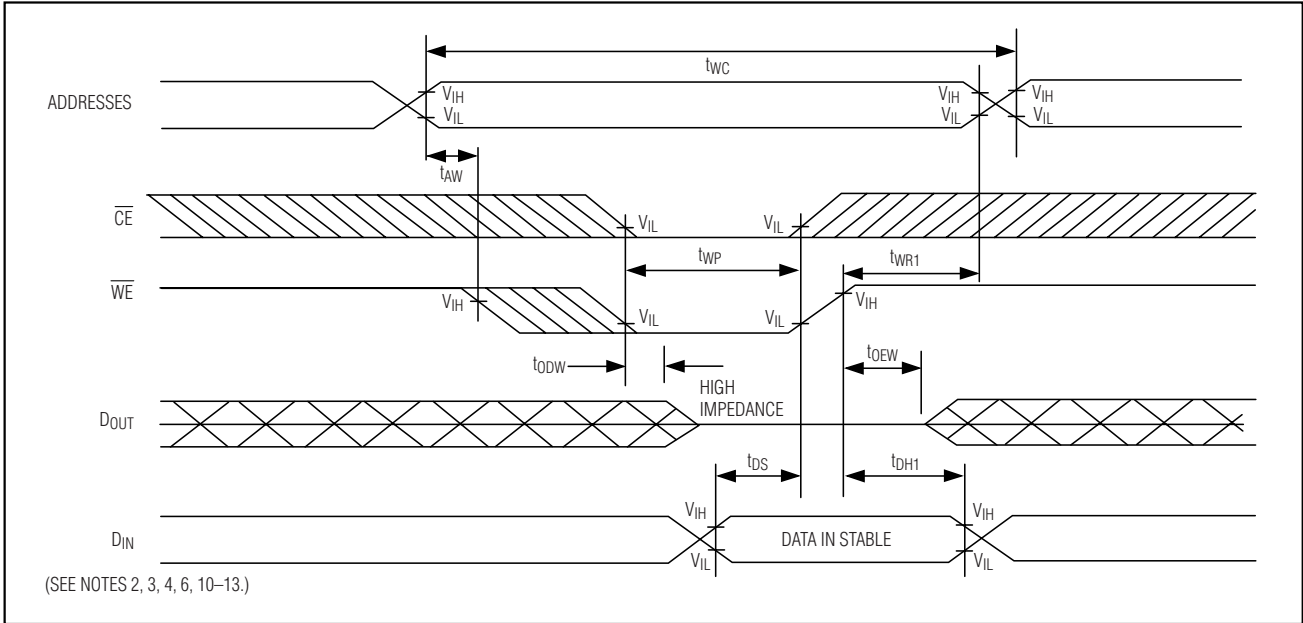 tWC
ADDRESSES
VIH
VIL
VIH
VIL
VIH
VIL
tAW
CE
VIL
VIL
tWP
tWR1
WE
VIH
VIL
VIL
VIH
tODW
tOEW
HIGH
IMPEDANCE
DOUT
tDS
tDH1
DIN
VIH
VIL
DATA IN STABLE
VIH
VIL
(SEE NOTES 2, 3, 4, 6, 10–13.)